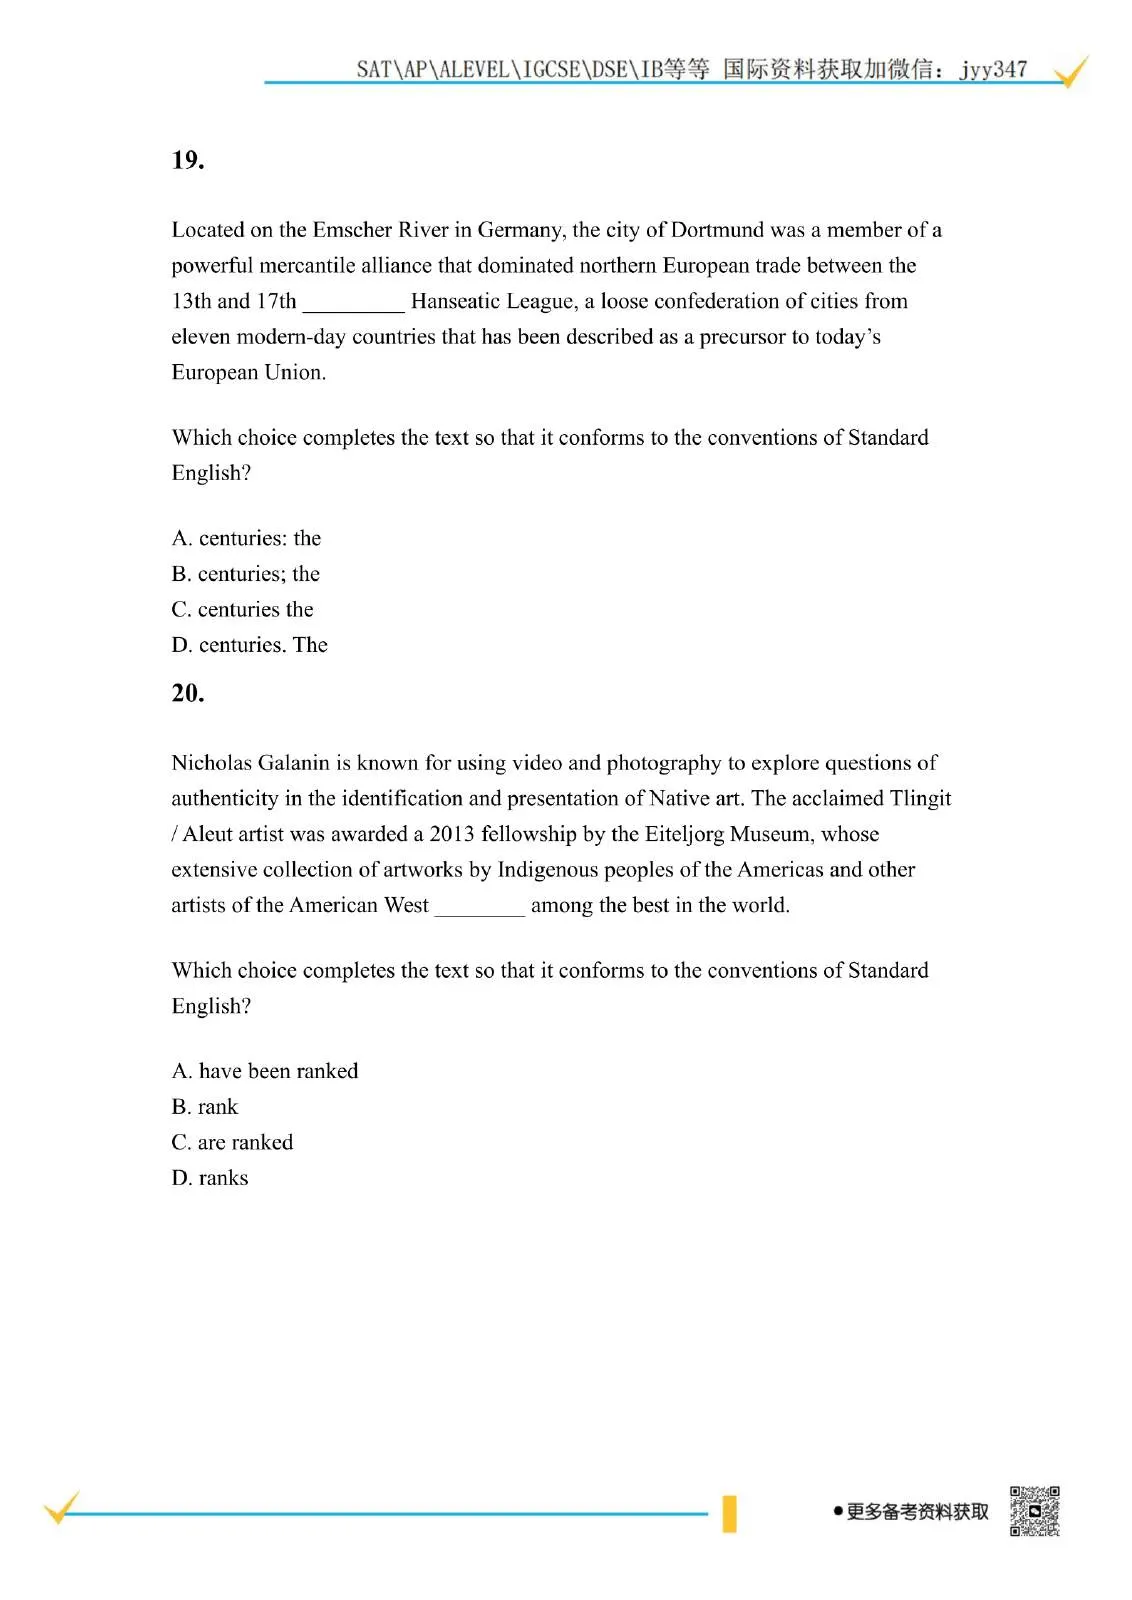 SAT\AP\ALEVEL\IGCSE\DSE\IB等等 国际资料获取加微信：jyy347
19.
Located on the Emscher River in Germany, the city of Dortmund was a member of a
powerful mercantile alliance that dominated northern European trade between the
13th and 17th _________ Hanseatic League, a loose confederation of cities from
eleven modern-day countries that has been described as a precursor to today's
European Union.
Which choice completes the text so that it conforms to the conventions of Standard
English?
A. centuries: the
B. centuries; the
C. centuries the
D. centuries. The
20.
Nicholas Galanin is known for using video and photography to explore questions of
authenticity in the identification and presentation of Native art. The acclaimed Tlingit
/ Aleut artist was awarded a 2013 fellowship by the Eiteljorg Museum, whose
extensive collection of artworks by Indigenous peoples of the Americas and other
artists of the American West ________ among the best in the world.
Which choice completes the text so that it conforms to the conventions of Standard
English?
A. have been ranked
B. rank
C. are ranked
D. ranks
●更多备考资料获取